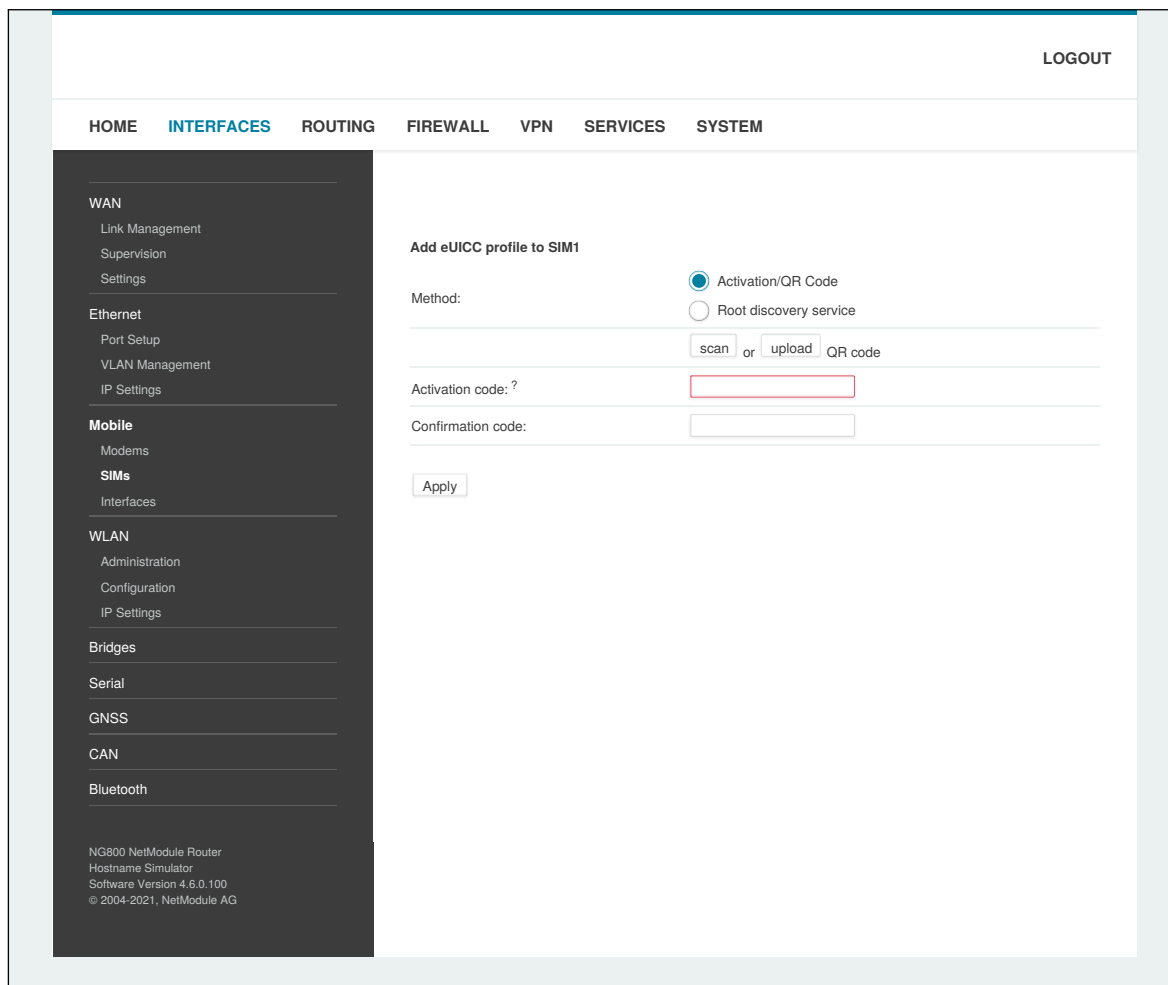 LOGOUT
HOME INTERFACES ROUTING FIREWALL VPN SERVICES SYSTEM
WAN
Link Management
Supervision
Settings
Ethernet
Port Setup
VLAN Management
IP Settings
Mobile
Modems
SIMs
Interfaces
WLAN
Administration
Configuration
IP Settings
Bridges
Serial
GNSS
CAN
Bluetooth
NG800 NetModule Router
Hostname Simulator
Software Version 4.6.0.100
© 2004-2021, NetModule AG
Add eUICC profile to SIM1
Method:
Activation/QR Code
Root discovery service
scan or upload QR code
Activation code: ?
Confirmation code:
Apply